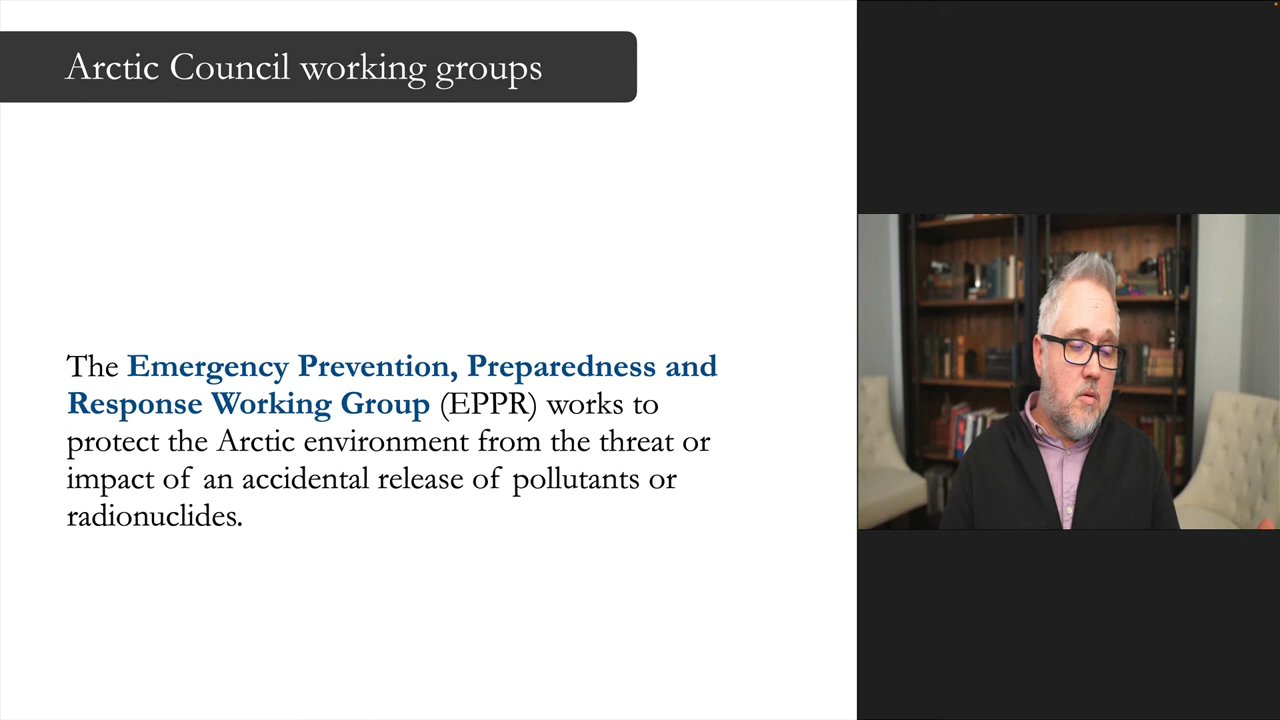 Arctic Council working groups
The Emergency Prevention, Preparedness and
Response Working Group (EPPR) works to
protect the Arctic environment from the threat or
impact of an accidental release of pollutants or
radionuclides.